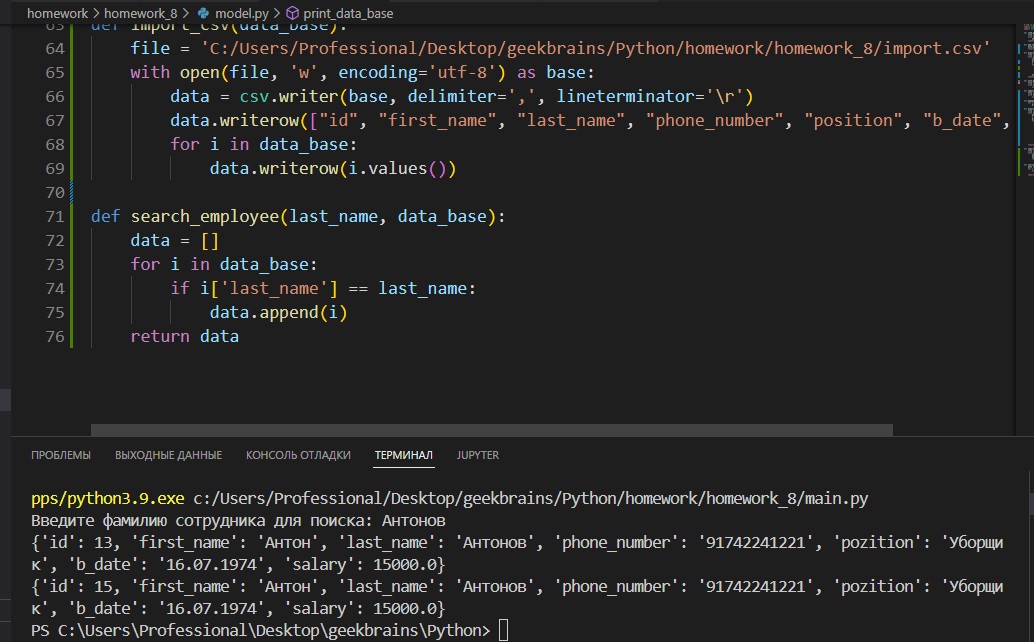 homework > homework_8 > model.py > print_data_base
63 def import_csv(data_base):
64 file = 'C:/Users/Professional/Desktop/geekbrains/Python/homework/homework_8/import.csv'
65 with open(file, 'w', encoding='utf-8') as base:
66 data = csv.writer(base, delimiter=',', lineterminator='\r')
67 data.writerow(["id", "first_name", "last_name", "phone_number", "position", "b_date",
68 for i in data_base:
69 data.writerow(i.values())
70
71 def search_employee(last_name, data_base):
72 data = []
73 for i in data_base:
74 if i['last_name'] == last_name:
75 data.append(i)
76 return data
ПРОБЛЕМЫ ВЫХОДНЫЕ ДАННЫЕ КОНСОЛЬ ОТЛАДКИ ТЕРМИНАЛ JUPYTER
pps/python3.9.exe c:/Users/Professional/Desktop/geekbrains/Python/homework/homework_8/main.py
Введите фамилию сотрудника для поиска: Антонов
{'id': 13, 'first_name': 'Антон', 'last_name': 'Антонов', 'phone_number': '91742241221', 'pozition': 'Уборщи
к', 'b_date': '16.07.1974', 'salary': 15000.0}
{'id': 15, 'first_name': 'Антон', 'last_name': 'Антонов', 'phone_number': '91742241221', 'pozition': 'Уборщи
к', 'b_date': '16.07.1974', 'salary': 15000.0}
PS C:\Users\Professional\Desktop\geekbrains\Python>